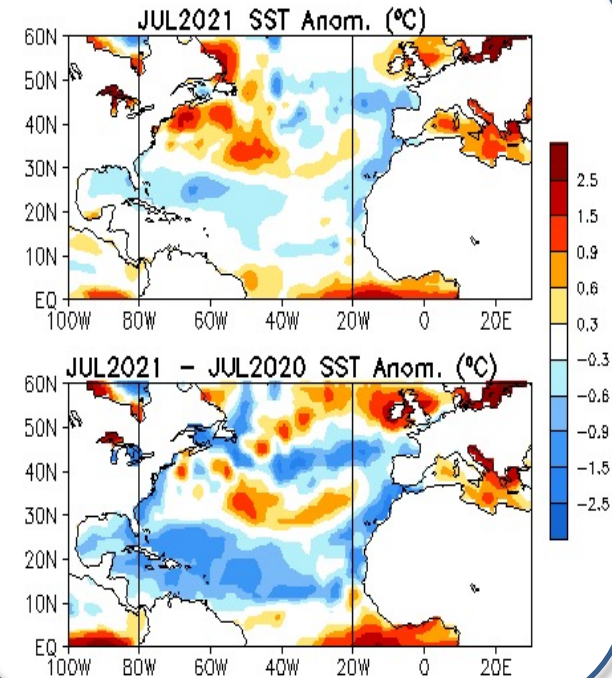 JUL2021 SST Anom. (ºC)
60N
50N
40N
30N
20N
10N
EQ
100W 80W 60W 40W 20W 0 20E
2.5
1.5
0.9
0.6
0.3
-0.3
-0.6
-0.9
-1.5
-2.5
JUL2021 - JUL2020 SST Anom. (ºC)
60N
50N
40N
30N
20N
10N
EQ
100W 80W 60W 40W 20W 0 20E